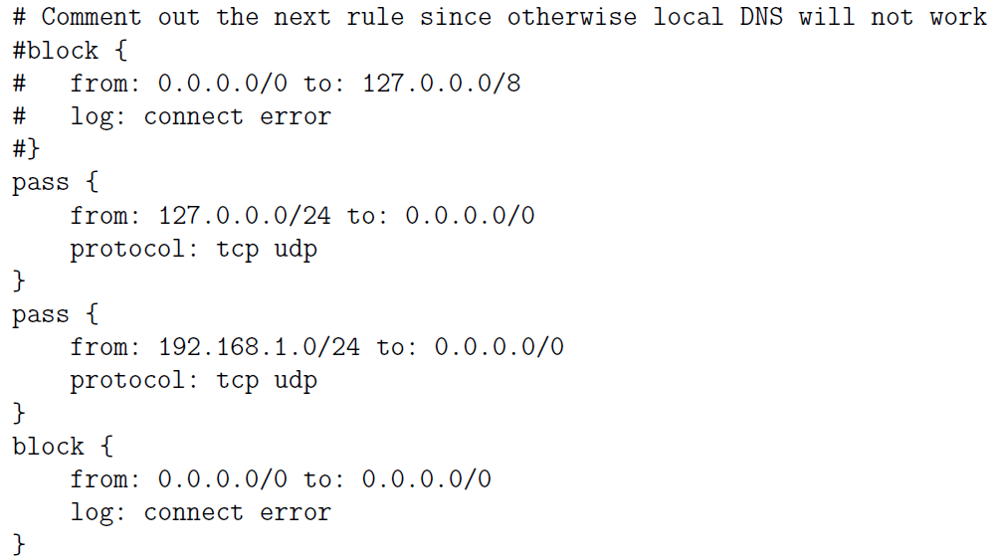 # Comment out the next rule since otherwise local DNS will not work
#block {
#   from: 0.0.0.0/0 to: 127.0.0.0/8
#   log: connect error
#}
pass {
    from: 127.0.0.0/24 to: 0.0.0.0/0
    protocol: tcp udp
}
pass {
    from: 192.168.1.0/24 to: 0.0.0.0/0
    protocol: tcp udp
}
block {
    from: 0.0.0.0/0 to: 0.0.0.0/0
    log: connect error
}